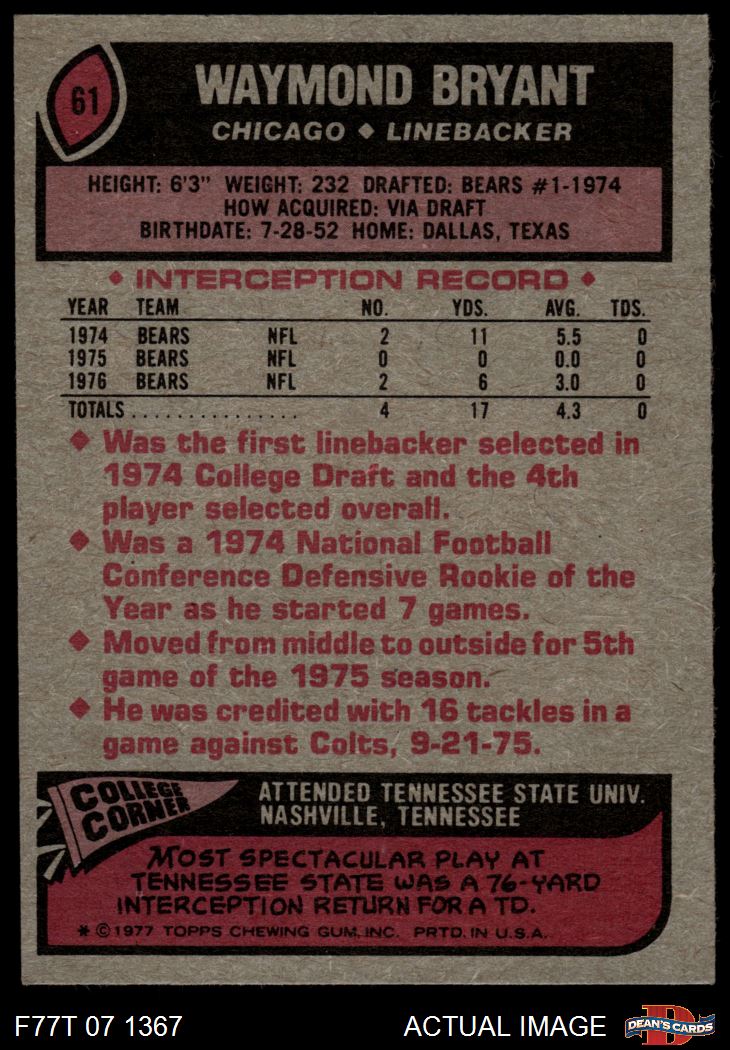 61
WAYMOND BRYANT
CHICAGO ◆ LINEBACKER
HEIGHT: 6'3" WEIGHT: 232 DRAFTED: BEARS #1-1974
HOW ACQUIRED: VIA DRAFT
BIRTHDATE: 7-28-52 HOME: DALLAS, TEXAS
◆ INTERCEPTION RECORD ◆
YEAR TEAM NO. YDS. AVG. TDS.
1974 BEARS NFL 2 11 5.5 0
1975 BEARS NFL 0 0 0.0 0
1976 BEARS NFL 2 6 3.0 0
TOTALS................ 4 17 4.3 0
◆ Was the first linebacker selected in
1974 College Draft and the 4th
player selected overall.
◆ Was a 1974 National Football
Conference Defensive Rookie of the
Year as he started 7 games.
◆ Moved from middle to outside for 5th
game of the 1975 season.
◆ He was credited with 16 tackles in a
game against Colts, 9-21-75.
COLLEGE
CORNER
ATTENDED TENNESSEE STATE UNIV.
NASHVILLE, TENNESSEE
MOST SPECTACULAR PLAY AT
TENNESSEE STATE WAS A 76-YARD
INTERCEPTION RETURN FOR A TD.
* © 1977 TOPPS CHEWING GUM, INC. PRTD. IN U.S.A.
F77T 07 1367 ACTUAL IMAGE
D
DEAN'S CARDS